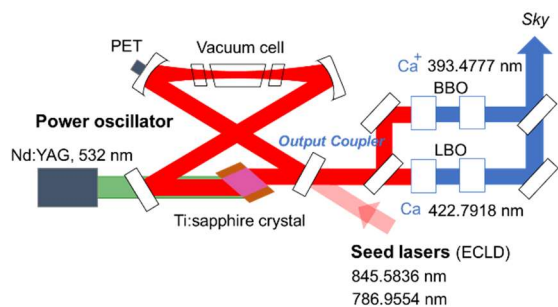 Sky
PET
Vacuum cell
Ca+ 393.4777 nm
BBO
Power oscillator
Output Coupler
Nd:YAG, 532 nm
LBO
Ti:sapphire crystal
Ca 422.7918 nm
Seed lasers (ECLD)
845.5836 nm
786.9554 nm